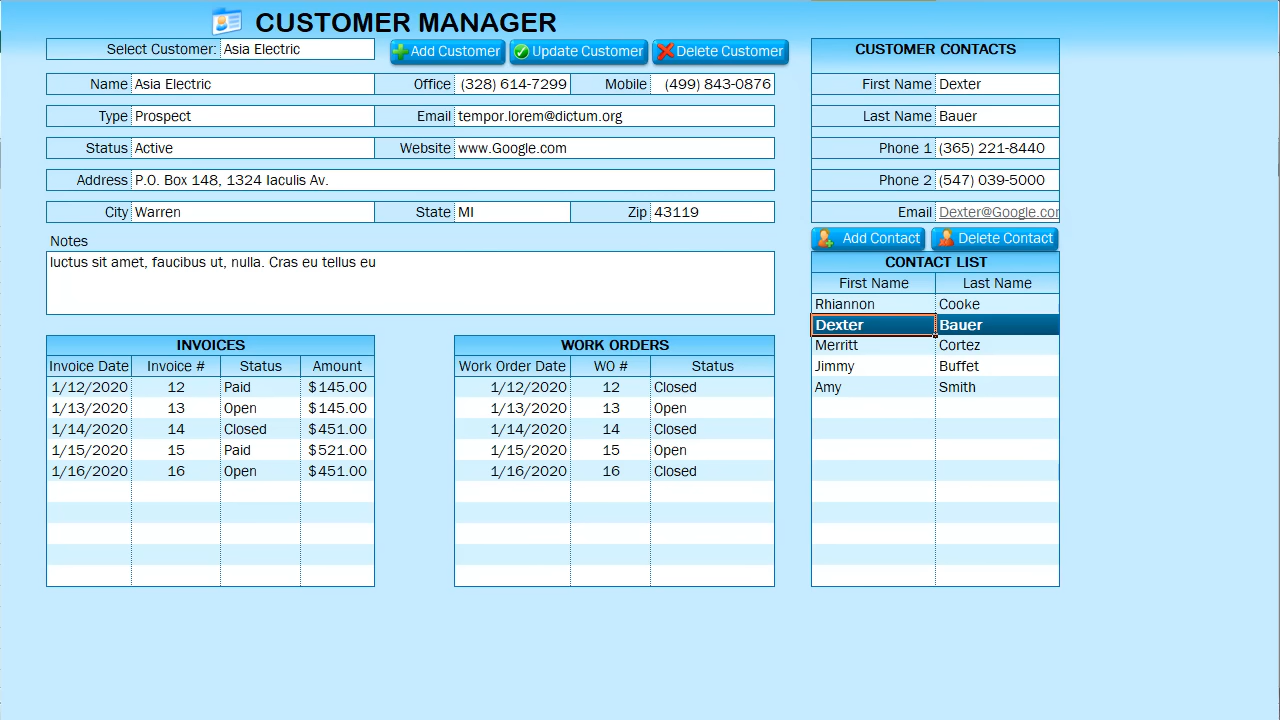 CUSTOMER MANAGER
Select Customer: Asia Electric
Add Customer Update Customer Delete Customer
Name Asia Electric Office (328) 614-7299 Mobile (499) 843-0876
Type Prospect Email tempor.lorem@dictum.org
Status Active Website www.Google.com
Address P.O. Box 148, 1324 Iaculis Av.
City Warren State MI Zip 43119
Notes
luctus sit amet, faucibus ut, nulla. Cras eu tellus eu
INVOICES
Invoice Date Invoice # Status Amount
1/12/2020 12 Paid $145.00
1/13/2020 13 Open $145.00
1/14/2020 14 Closed $451.00
1/15/2020 15 Paid $521.00
1/16/2020 16 Open $451.00
WORK ORDERS
Work Order Date WO # Status
1/12/2020 12 Closed
1/13/2020 13 Open
1/14/2020 14 Closed
1/15/2020 15 Open
1/16/2020 16 Closed
CUSTOMER CONTACTS
First Name Dexter
Last Name Bauer
Phone 1 (365) 221-8440
Phone 2 (547) 039-5000
Email Dexter@Google.cor
Add Contact Delete Contact
CONTACT LIST
First Name Last Name
Rhiannon Cooke
Dexter Bauer
Merritt Cortez
Jimmy Buffet
Amy Smith